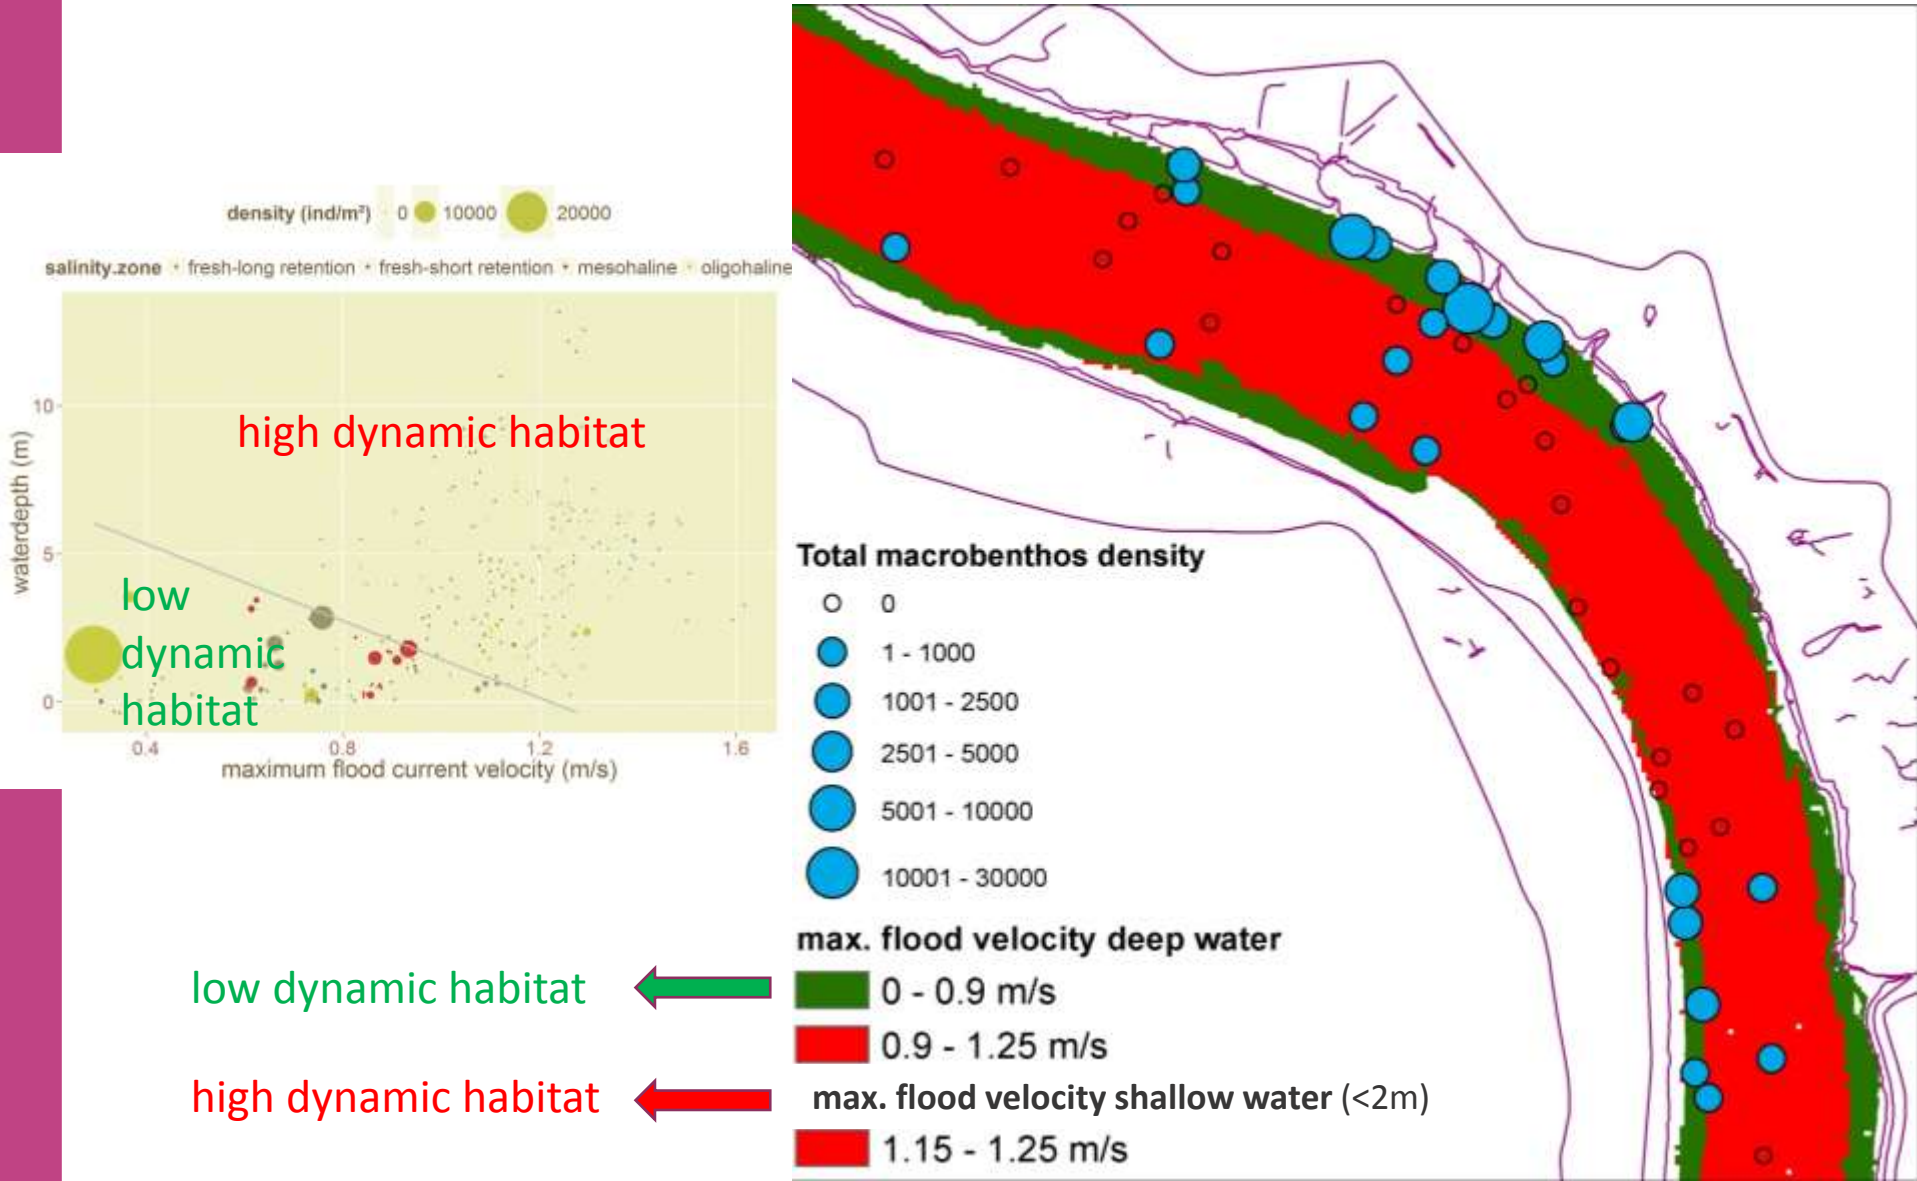 density (ind/m²) 0 10000 20000
salinity.zone fresh-long retention fresh-short retention mesohaline oligohaline
high dynamic habitat
low
dynamic
habitat
waterdepth (m)
10
5
0
0.4 0.8 1.2 1.6
maximum flood current velocity (m/s)
low dynamic habitat
high dynamic habitat
Total macrobenthos density
0
1 - 1000
1001 - 2500
2501 - 5000
5001 - 10000
10001 - 30000
max. flood velocity deep water
0 - 0.9 m/s
0.9 - 1.25 m/s
max. flood velocity shallow water (<2m)
1.15 - 1.25 m/s